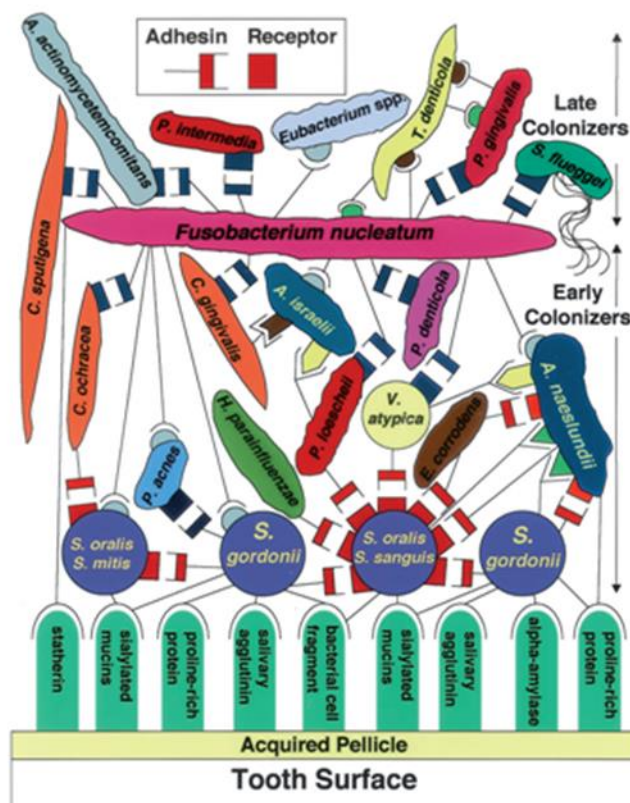 A. actinomycetemcomitans
Adhesin
Receptor
P. intermedia
Eubacterium spp.
T. denticola
P. gingivalis
S. flueggei
Late
Colonizers
C. sputigena
Fusobacterium nucleatum
Early
Colonizers
C. ochracea
C. gingivalis
A. israelii
P. denticola
A. naeslundii
P. loescheii
V.
atypica
H. parainfluenzae
E. corrodens
P. acnes
S. oralis
S. mitis
S.
gordonii
S. oralis
S. sanguis
S.
gordonii
statherin
sialylated
mucins
proline-rich
protein
salivary
agglutinin
bacterial cell
fragment
sialylated
mucins
salivary
agglutinin
alpha-amylase
proline-rich
protein
Acquired Pellicle
Tooth Surface